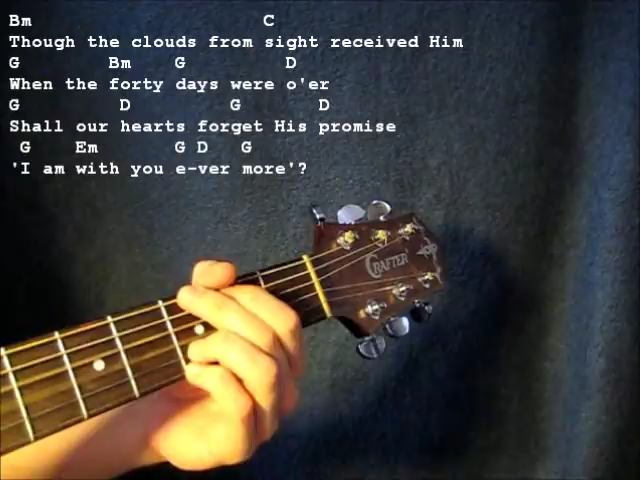 Bm                     C
Though the clouds from sight received Him
G        Bm    G         D
When the forty days were o'er
G         D         G       D
Shall our hearts forget His promise
 G    Em       G D   G
'I am with you e-ver more'?
CRAFTER